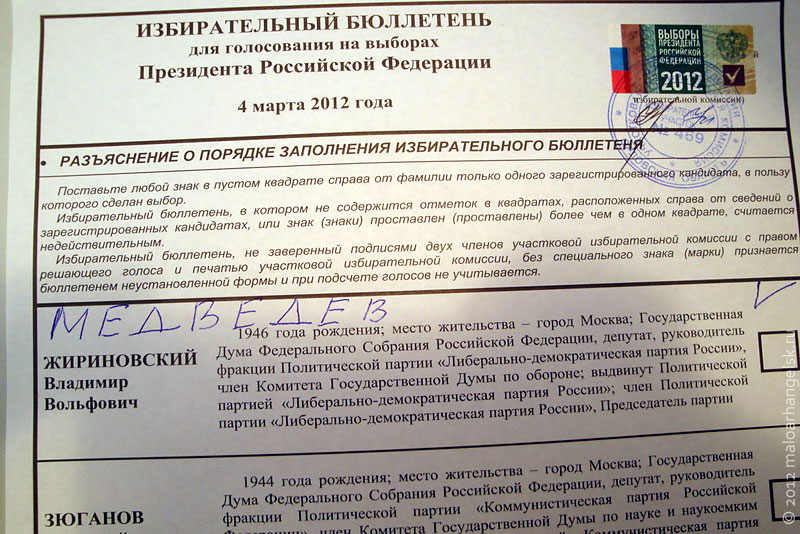 ИЗБИРАТЕЛЬНЫЙ БЮЛЛЕТЕНЬ
для голосования на выборах
Президента Российской Федерации
4 марта 2012 года
ВЫБОРЫ
ПРЕЗИДЕНТА
РОССИЙСКОЙ
ФЕДЕРАЦИИ
2012
избирательной комиссии)
№ 459
• РАЗЪЯСНЕНИЕ О ПОРЯДКЕ ЗАПОЛНЕНИЯ ИЗБИРАТЕЛЬНОГО БЮЛЛЕТЕНЯ
Поставьте любой знак в пустом квадрате справа от фамилии только одного зарегистрированного кандидата, в пользу
которого сделан выбор.
Избирательный бюллетень, в котором не содержится отметок в квадратах, расположенных справа от сведений о
зарегистрированных кандидатах, или знак (знаки) проставлен (проставлены) более чем в одном квадрате, считается
недействительным.
Избирательный бюллетень, не заверенный подписями двух членов участковой избирательной комиссии с правом
решающего голоса и печатью участковой избирательной комиссии, без специального знака (марки) признается
бюллетенем неустановленной формы и при подсчете голосов не учитывается.
МЕДВЕДЕВ
ЖИРИНОВСКИЙ
Владимир
Вольфович
1946 года рождения; место жительства – город Москва; Государственная
Дума Федерального Собрания Российской Федерации, депутат, руководитель
фракции Политической партии «Либерально-демократическая партия России»,
член Комитета Государственной Думы по обороне; выдвинут Политической
партией «Либерально-демократическая партия России»; член Политической
партии «Либерально-демократическая партия России», Председатель партии
ЗЮГАНОВ
1944 года рождения; место жительства – город Москва; Государственная
Дума Федерального Собрания Российской Федерации, депутат, руководитель
фракции Политической партии «Коммунистическая партия Российской
Федерации», член Комитета Государственной Думы по науке и наукоемким
«Коммунистическая партия
© 2012 maloarhangelsk.ru